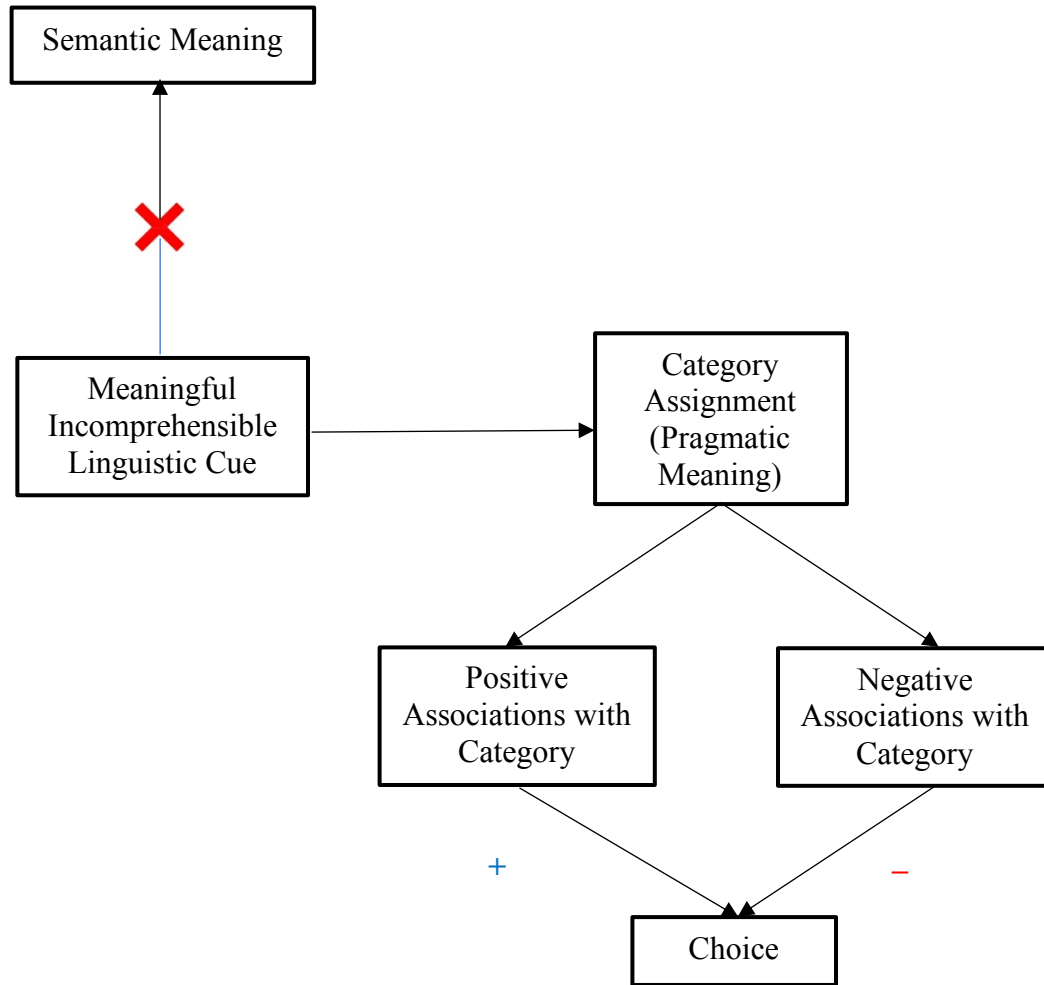 Semantic Meaning
Meaningful
Incomprehensible
Linguistic Cue
Category
Assignment
(Pragmatic
Meaning)
Positive
Associations with
Category
Negative
Associations with
Category
+
−
Choice